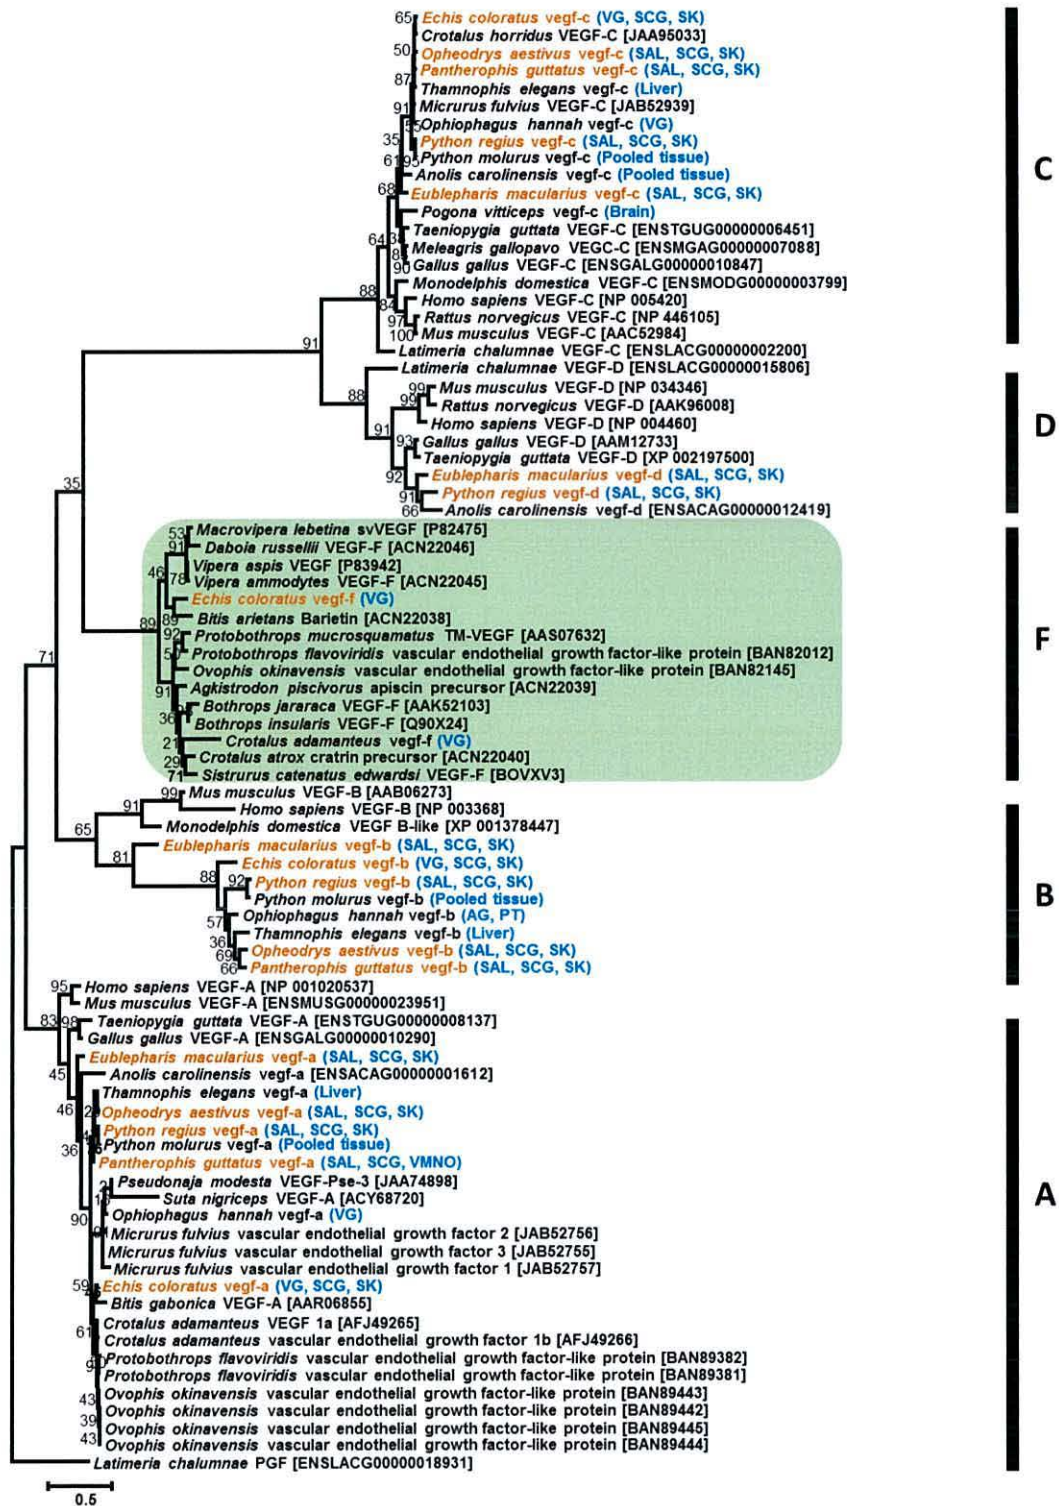 Echis coloratus vegf-c (VG, SCG, SK)
Crotalus horridus VEGF-C [JAA95033]
Opheodrys aestivus vegf-c (SAL, SCG, SK)
Pantherophis guttatus vegf-c (SAL, SCG, SK)
Thamnophis elegans vegf-c (Liver)
Micrurus fulvius VEGF-C [JAB52939]
Ophiophagus hannah vegf-c (VG)
Python regius vegf-c (SAL, SCG, SK)
Python molurus vegf-c (Pooled tissue)
Anolis carolinensis vegf-c (Pooled tissue)
Eublepharis macularius vegf-c (SAL, SCG, SK)
Pogona vitticeps vegf-c (Brain)
Taeniopygia guttata VEGF-C [ENSTGUG00000006451]
Meleagris gallopavo VEGC-C [ENSMGAG00000007088]
Gallus gallus VEGF-C [ENSGALG00000010847]
Monodelphis domestica VEGF-C [ENSMODG00000003799]
Homo sapiens VEGF-C [NP 005420]
Rattus norvegicus VEGF-C [NP 446105]
Mus musculus VEGF-C [AAC52984]
Latimeria chalumnae VEGF-C [ENSLACG00000002200]
C
Latimeria chalumnae VEGF-D [ENSLACG00000015806]
Mus musculus VEGF-D [NP 034346]
Rattus norvegicus VEGF-D [AAK96008]
Homo sapiens VEGF-D [NP 004460]
Gallus gallus VEGF-D [AAM12733]
Taeniopygia guttata VEGF-D [XP 002197500]
Eublepharis macularius vegf-d (SAL, SCG, SK)
Python regius vegf-d (SAL, SCG, SK)
Anolis carolinensis vegf-d [ENSACAG00000012419]
D
Macrovipera lebetina svVEGF [P82475]
Daboia russellii VEGF-F [ACN22046]
Vipera aspis VEGF [P83942]
Vipera ammodytes VEGF-F [ACN22045]
Echis coloratus vegf-f (VG)
Bitis arietans Barietin [ACN22038]
Protobothrops mucrosquamatus TM-VEGF [AAS07632]
Protobothrops flavoviridis vascular endothelial growth factor-like protein [BAN82012]
Ovophis okinavensis vascular endothelial growth factor-like protein [BAN82145]
Agkistrodon piscivorus apiscin precursor [ACN22039]
Bothrops jararaca VEGF-F [AAK52103]
Bothrops insularis VEGF-F [Q90X24]
Crotalus adamanteus vegf-f (VG)
Crotalus atrox cratrin precursor [ACN22040]
Sistrurus catenatus edwardsi VEGF-F [BOVXV3]
F
Mus musculus VEGF-B [AAB06273]
Homo sapiens VEGF-B [NP 003368]
Monodelphis domestica VEGF B-like [XP 001378447]
Eublepharis macularius vegf-b (SAL, SCG, SK)
Echis coloratus vegf-b (VG, SCG, SK)
Python regius vegf-b (SAL, SCG, SK)
Python molurus vegf-b (Pooled tissue)
Ophiophagus hannah vegf-b (AG, PT)
Thamnophis elegans vegf-b (Liver)
Opheodrys aestivus vegf-b (SAL, SCG, SK)
Pantherophis guttatus vegf-b (SAL, SCG, SK)
B
Homo sapiens VEGF-A [NP 001020537]
Mus musculus VEGF-A [ENSMUSG00000023951]
Taeniopygia guttata VEGF-A [ENSTGUG00000008137]
Gallus gallus VEGF-A [ENSGALG00000010290]
Eublepharis macularius vegf-a (SAL, SCG, SK)
Anolis carolinensis vegf-a [ENSACAG00000001612]
Thamnophis elegans vegf-a (Liver)
Opheodrys aestivus vegf-a (SAL, SCG, SK)
Python regius vegf-a (SAL, SCG, SK)
Python molurus vegf-a (Pooled tissue)
Pantherophis guttatus vegf-a (SAL, SCG, VMNO)
Pseudonaja modesta VEGF-Pse-3 [JAA74898]
Suta nigriceps VEGF-A [ACY68720]
Ophiophagus hannah vegf-a (VG)
Micrurus fulvius vascular endothelial growth factor 2 [JAB52756]
Micrurus fulvius vascular endothelial growth factor 3 [JAB52755]
Micrurus fulvius vascular endothelial growth factor 1 [JAB52757]
Echis coloratus vegf-a (VG, SCG, SK)
Bitis gabonica VEGF-A [AAR06855]
Crotalus adamanteus VEGF 1a [AFJ49265]
Crotalus adamanteus vascular endothelial growth factor 1b [AFJ49266]
Protobothrops flavoviridis vascular endothelial growth factor-like protein [BAN89382]
Protobothrops flavoviridis vascular endothelial growth factor-like protein [BAN89381]
Ovophis okinavensis vascular endothelial growth factor-like protein [BAN89443]
Ovophis okinavensis vascular endothelial growth factor-like protein [BAN89442]
Ovophis okinavensis vascular endothelial growth factor-like protein [BAN89445]
Ovophis okinavensis vascular endothelial growth factor-like protein [BAN89444]
A
Latimeria chalumnae PGF [ENSLACG00000018931]
0.5
65
50
87
91
35
68
64
88
91
97
100
90
88
99
99
91
93
92
91
66
35
53
91
46
78
89
89
92
91
36
21
29
71
71
99
91
65
81
88
92
57
36
69
66
95
83
98
45
46
36
90
59
61
43
39
43